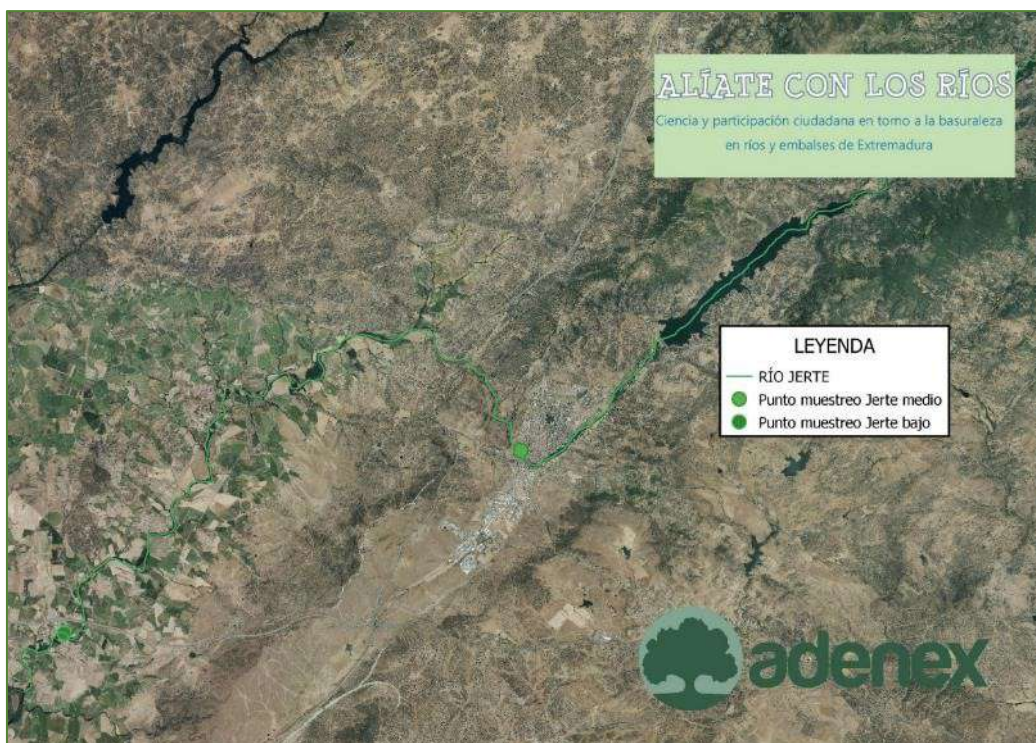 ALÍATE CON LOS RÍOS
Ciencia y participación ciudadana en torno a la basuraleza
en ríos y embalses de Extremadura
LEYENDA
RÍO JERTE
Punto muestreo Jerte medio
Punto muestreo Jerte bajo
adenex